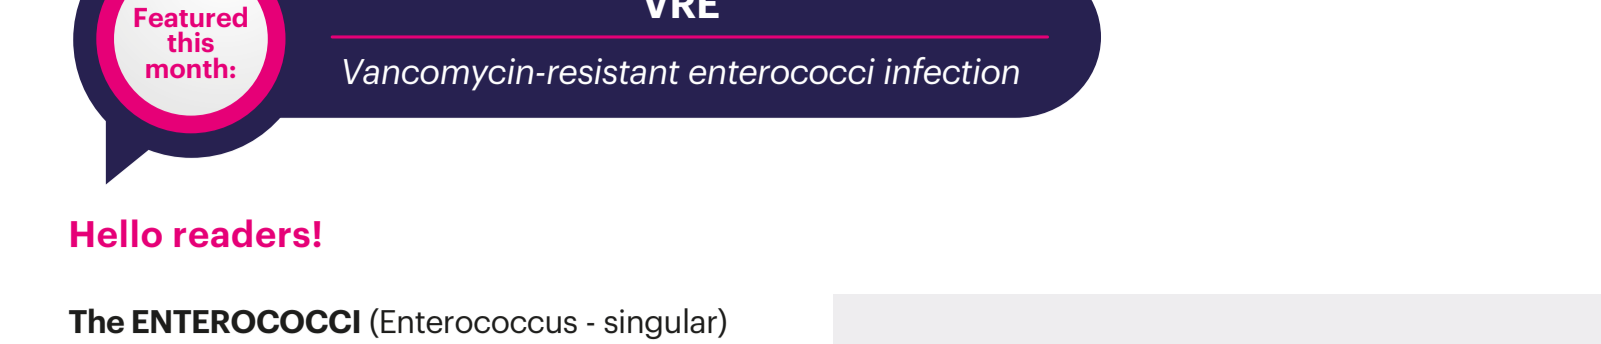 Featured
this
month:
VRE
Vancomycin-resistant enterococci infection
Hello readers!
The ENTEROCOCCI (Enterococcus - singular)